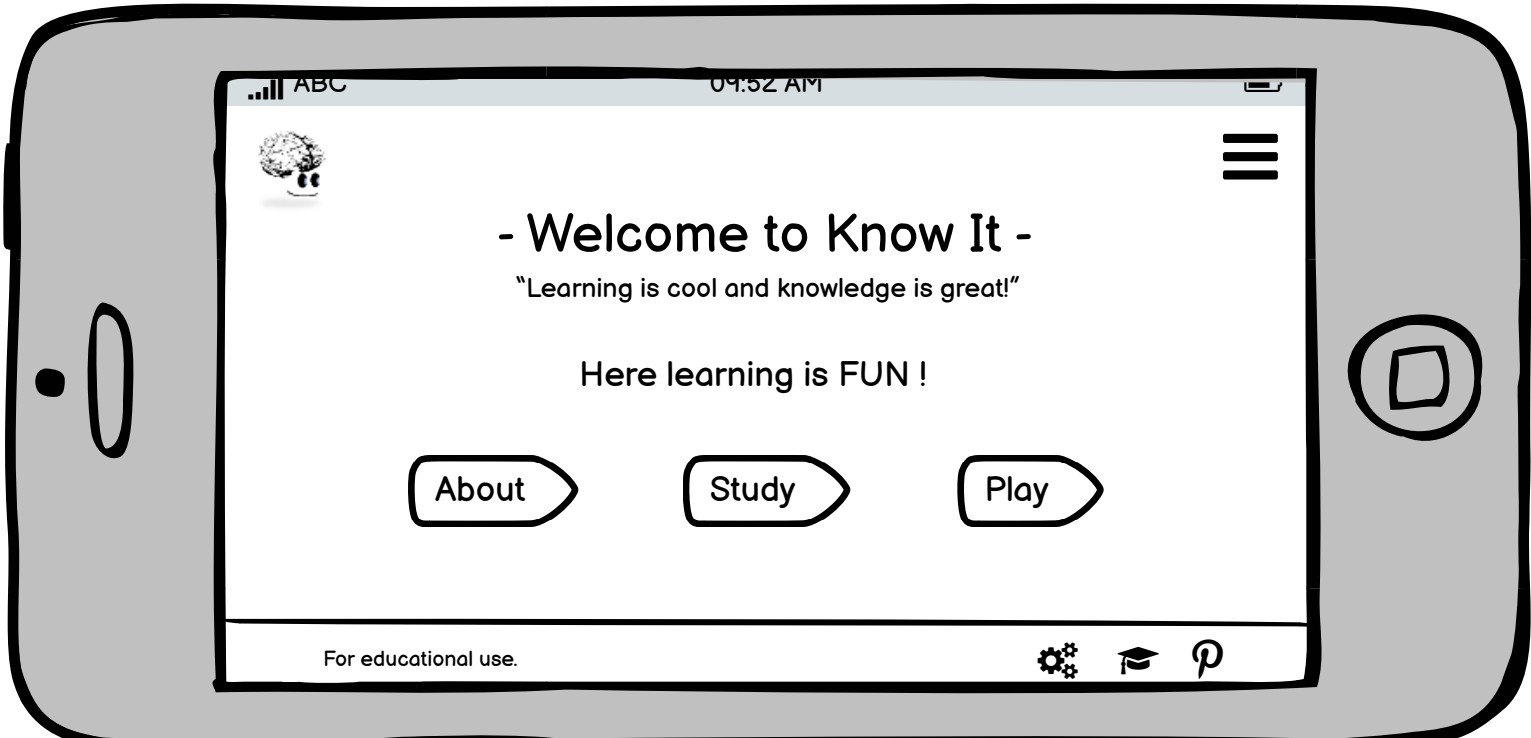 ABC
09:52 AM
- Welcome to Know It -
“Learning is cool and knowledge is great!”
Here learning is FUN !
About
Study
Play
For educational use.